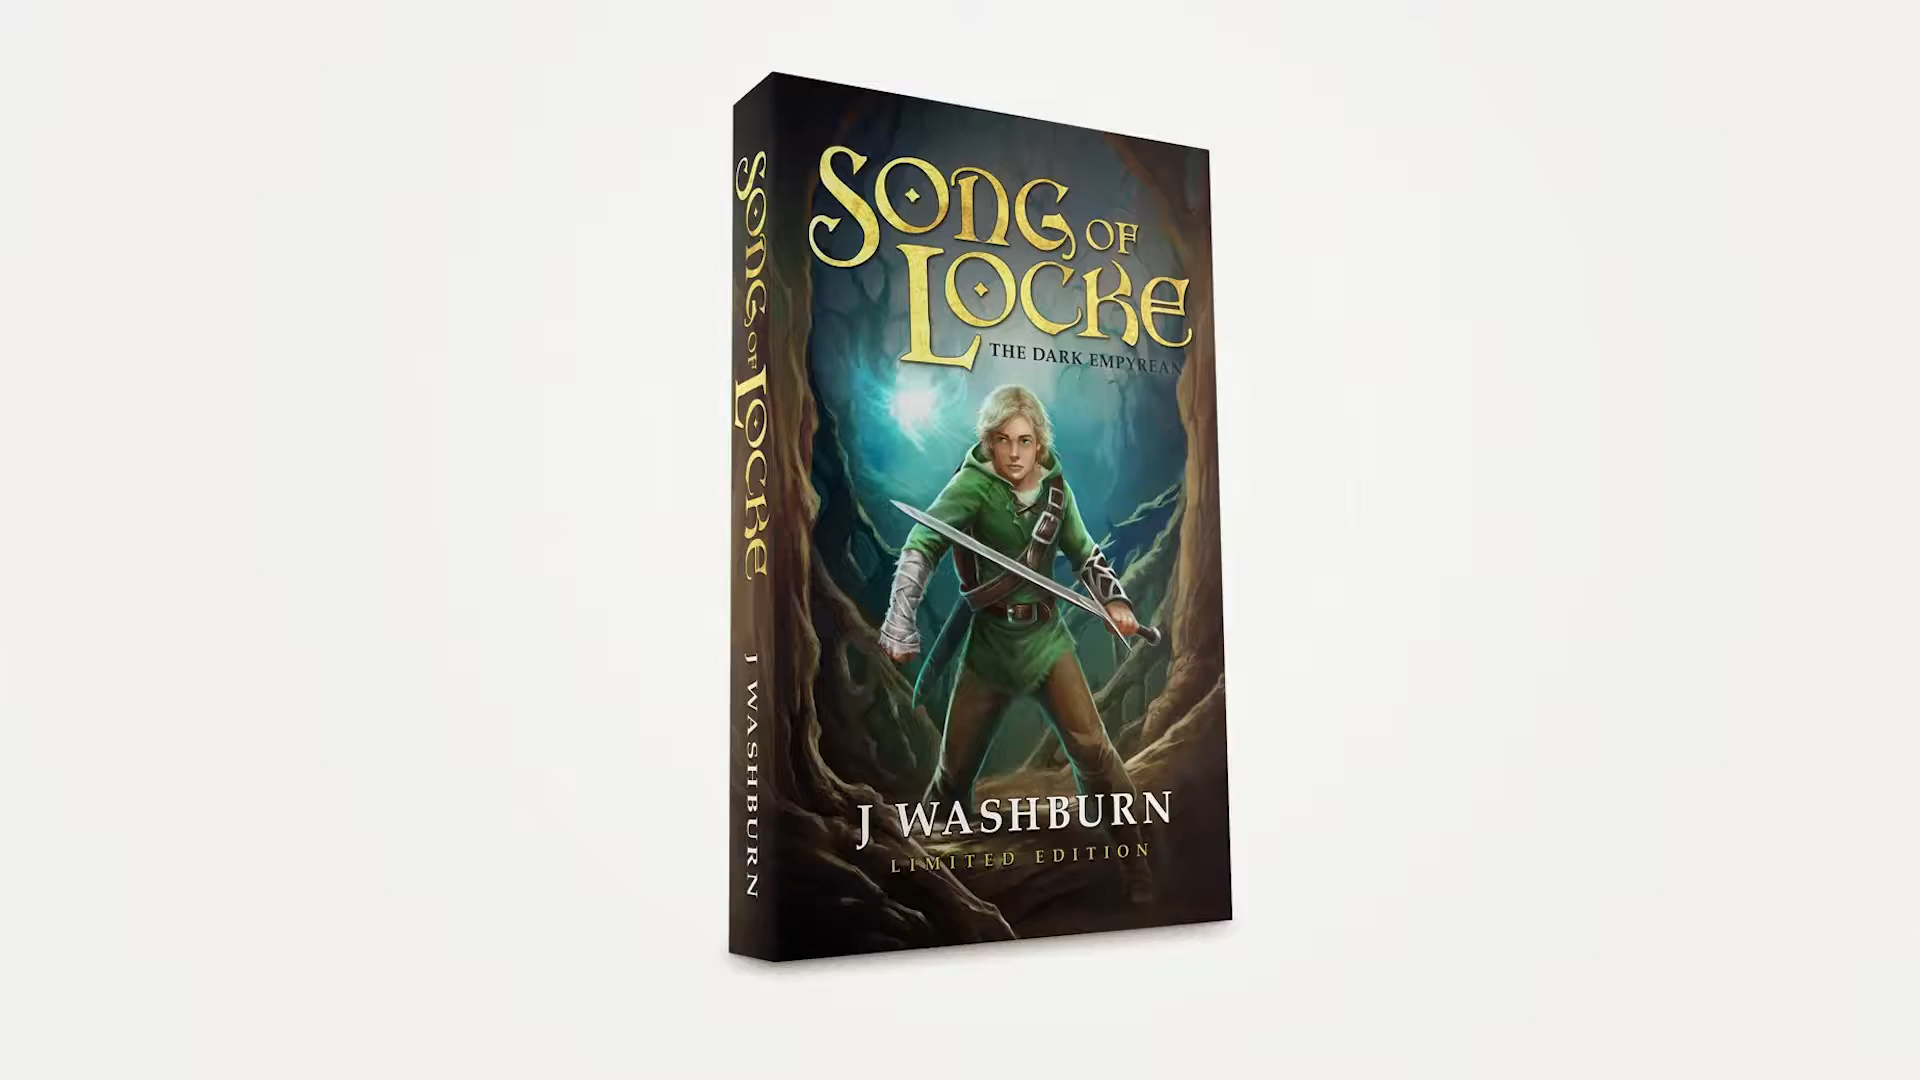 SONG OF
LOCKE
THE DARK EMPYREAN
J WASHBURN
LIMITED EDITION
SONG OF LOCKE
J WASHBURN